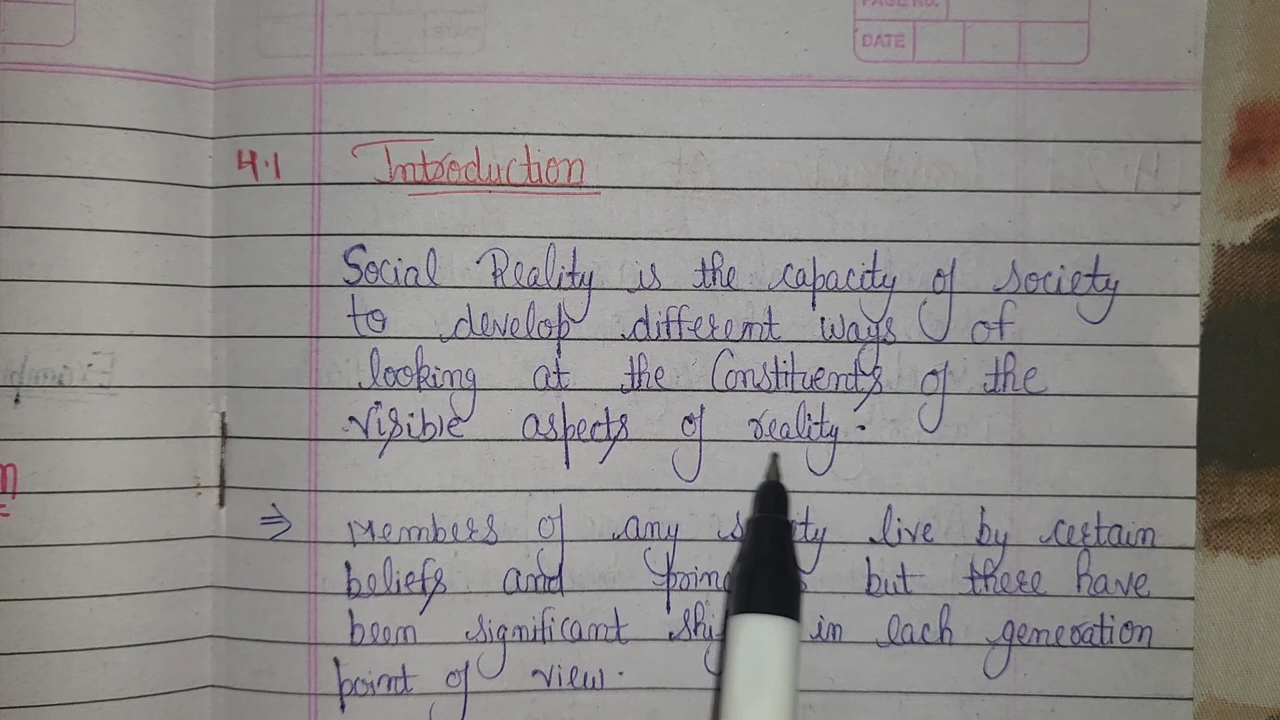 PAGE NO.
DATE
4.1 Introduction
Social Reality is the capacity of society
to develop different ways of
looking at the Constituents of the
visible aspects of reality.
⇒ Members of any live by certain
beliefs and but there have
been significant in each generation
point of view.